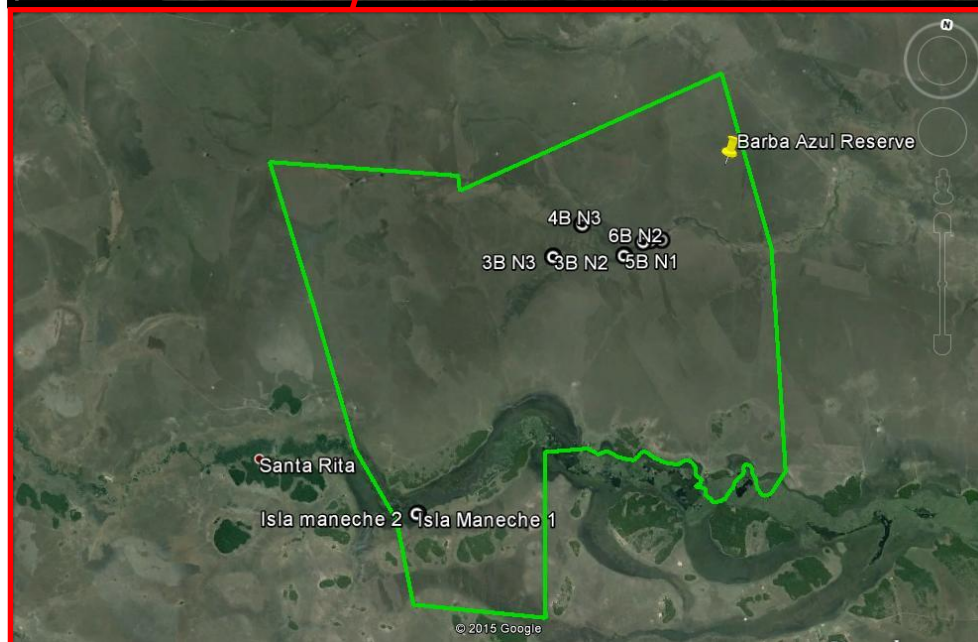 N
Barba Azul Reserve
4B N3
6B N2
3B N3
3B N2
5B N1
Santa Rita
Isla maneche 2
Isla Maneche 1
© 2015 Google